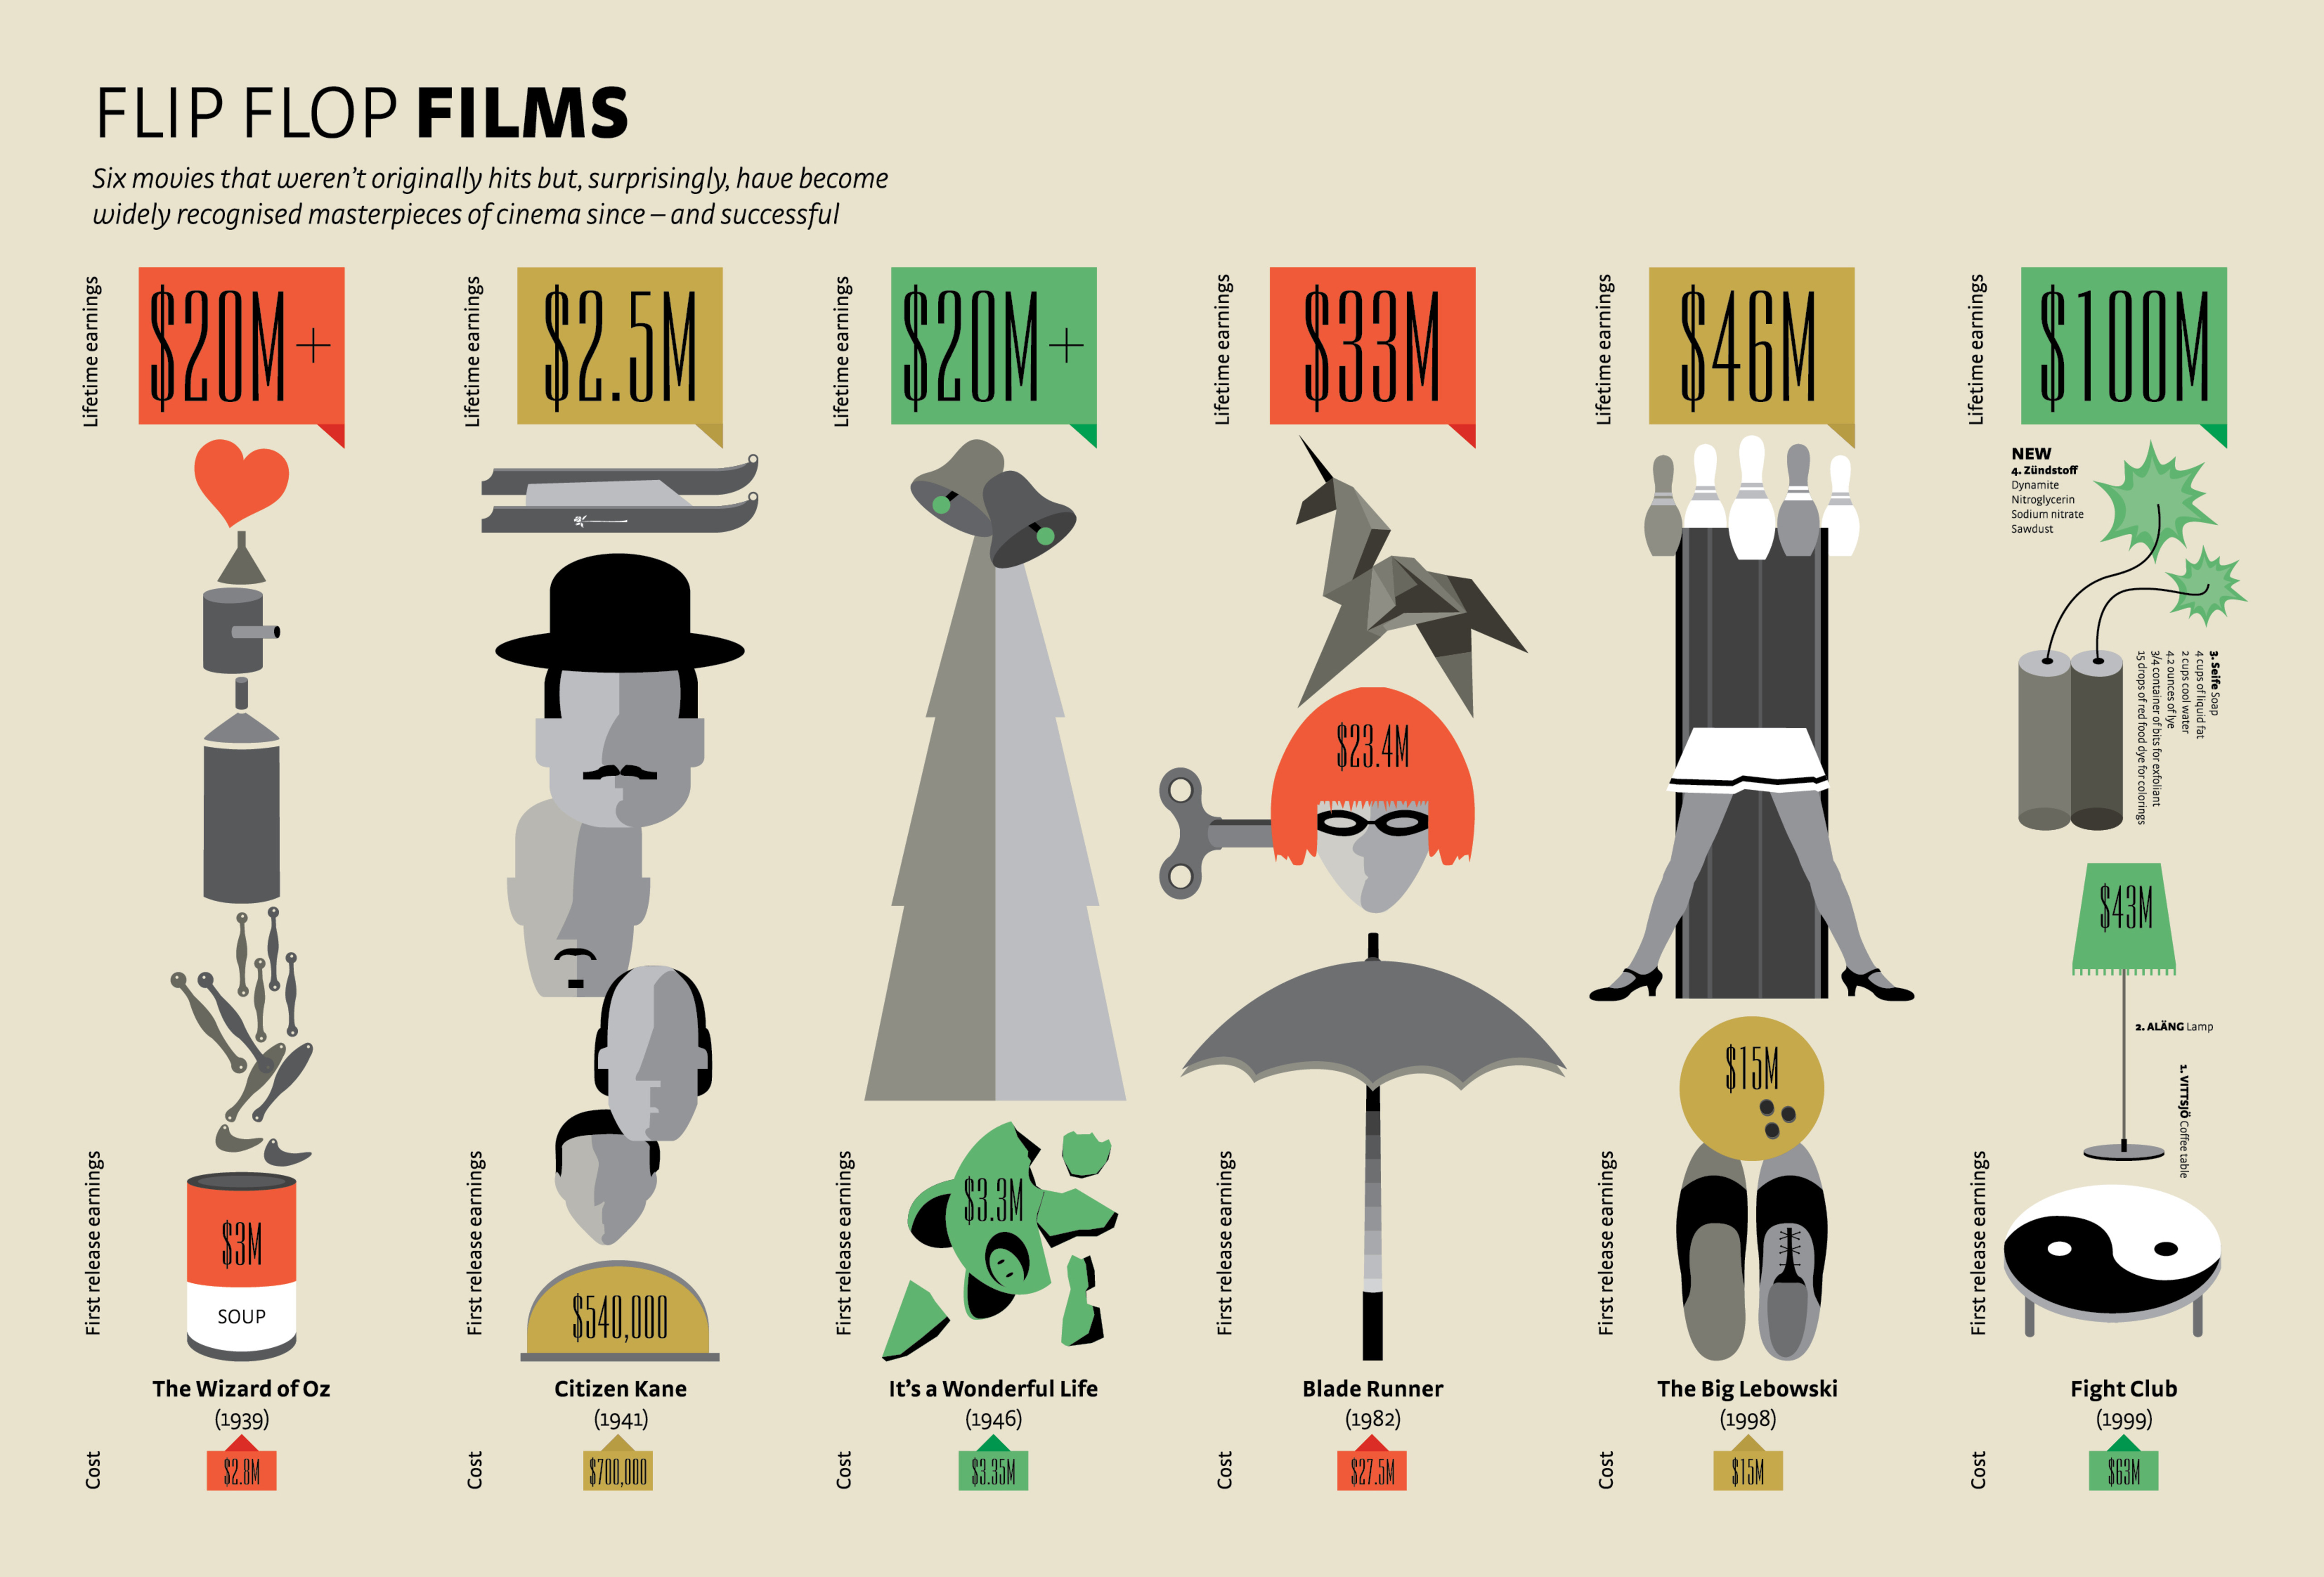 FLIP FLOP FILMS
Six movies that weren't originally hits but, surprisingly, have become
widely recognised masterpieces of cinema since – and successful
Lifetime earnings
$20M+
Lifetime earnings
$2.5M
Lifetime earnings
$20M+
Lifetime earnings
$33M
Lifetime earnings
$46M
Lifetime earnings
$100M
NEW
4. Zündstoff
Dynamite
Nitroglycerin
Sodium nitrate
Sawdust
3. Seife Soap
4 cups of liquid fat
2 cups cool water
4.2 ounces of lye
3/4 container of bits for exfoliant
15 drops of red food dye for colorings
$23.4M
$43M
2. ALÄNG Lamp
1. VITTSJÖ Coffee table
$15M
First release earnings
$3M
SOUP
First release earnings
$540,000
First release earnings
$3.3M
First release earnings
First release earnings
First release earnings
The Wizard of Oz
(1939)
Citizen Kane
(1941)
It's a Wonderful Life
(1946)
Blade Runner
(1982)
The Big Lebowski
(1998)
Fight Club
(1999)
Cost
$2.8M
Cost
$700,000
Cost
$3.35M
Cost
$27.5M
Cost
$15M
Cost
$63M